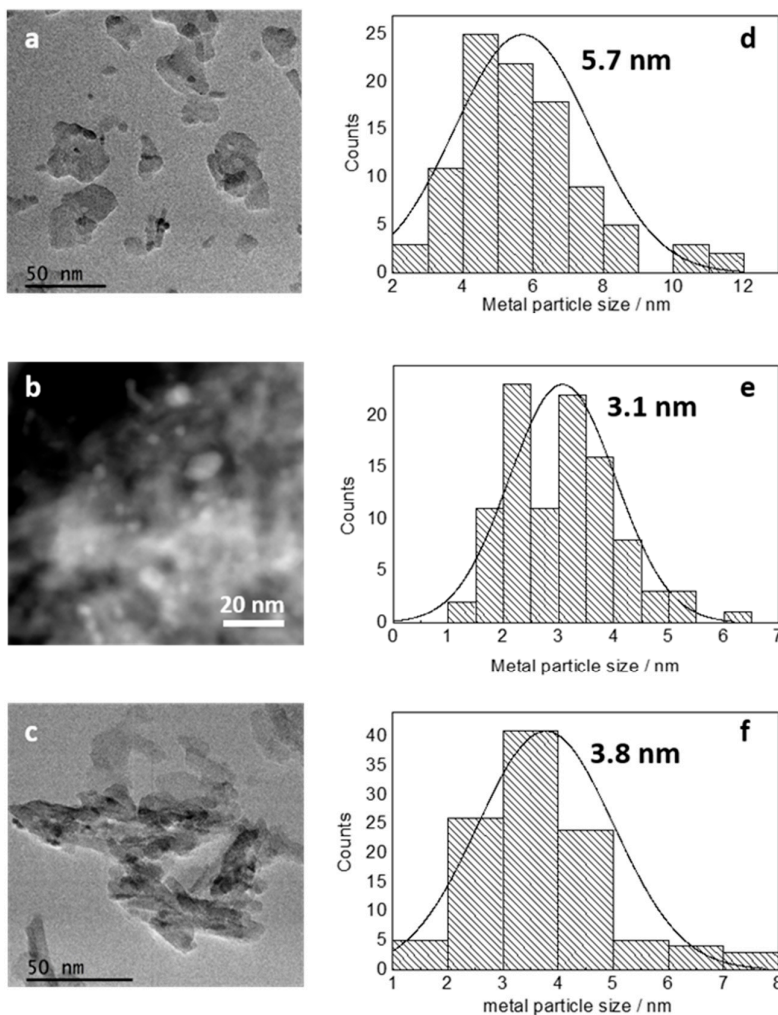 a
50 nm
d
5.7 nm
25
20
15
10
5
0
Counts
2 4 6 8 10 12
Metal particle size / nm
b
20 nm
e
3.1 nm
20
15
10
5
0
Counts
0 1 2 3 4 5 6 7
Metal particle size / nm
c
50 nm
f
3.8 nm
40
35
30
25
20
15
10
5
0
Counts
1 2 3 4 5 6 7 8
metal particle size / nm